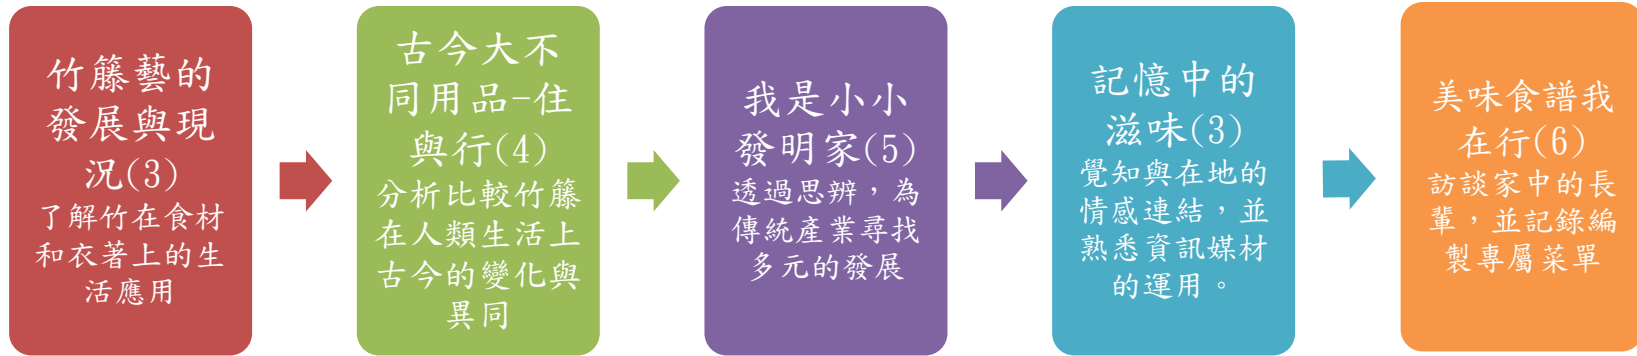 竹籐藝的
發展與現
況(3)
了解竹在食材
和衣著上的生
活應用
古今大不
同用品-住
與行(4)
分析比較竹籐
在人類生活上
古今的變化與
異同
我是小小
發明家(5)
透過思辨，為
傳統產業尋找
多元的發展
記憶中的
滋味(3)
覺知與在地的
情感連結，並
熟悉資訊媒材
的運用。
美味食譜我
在行(6)
訪談家中的長
輩，並記錄編
製專屬菜單